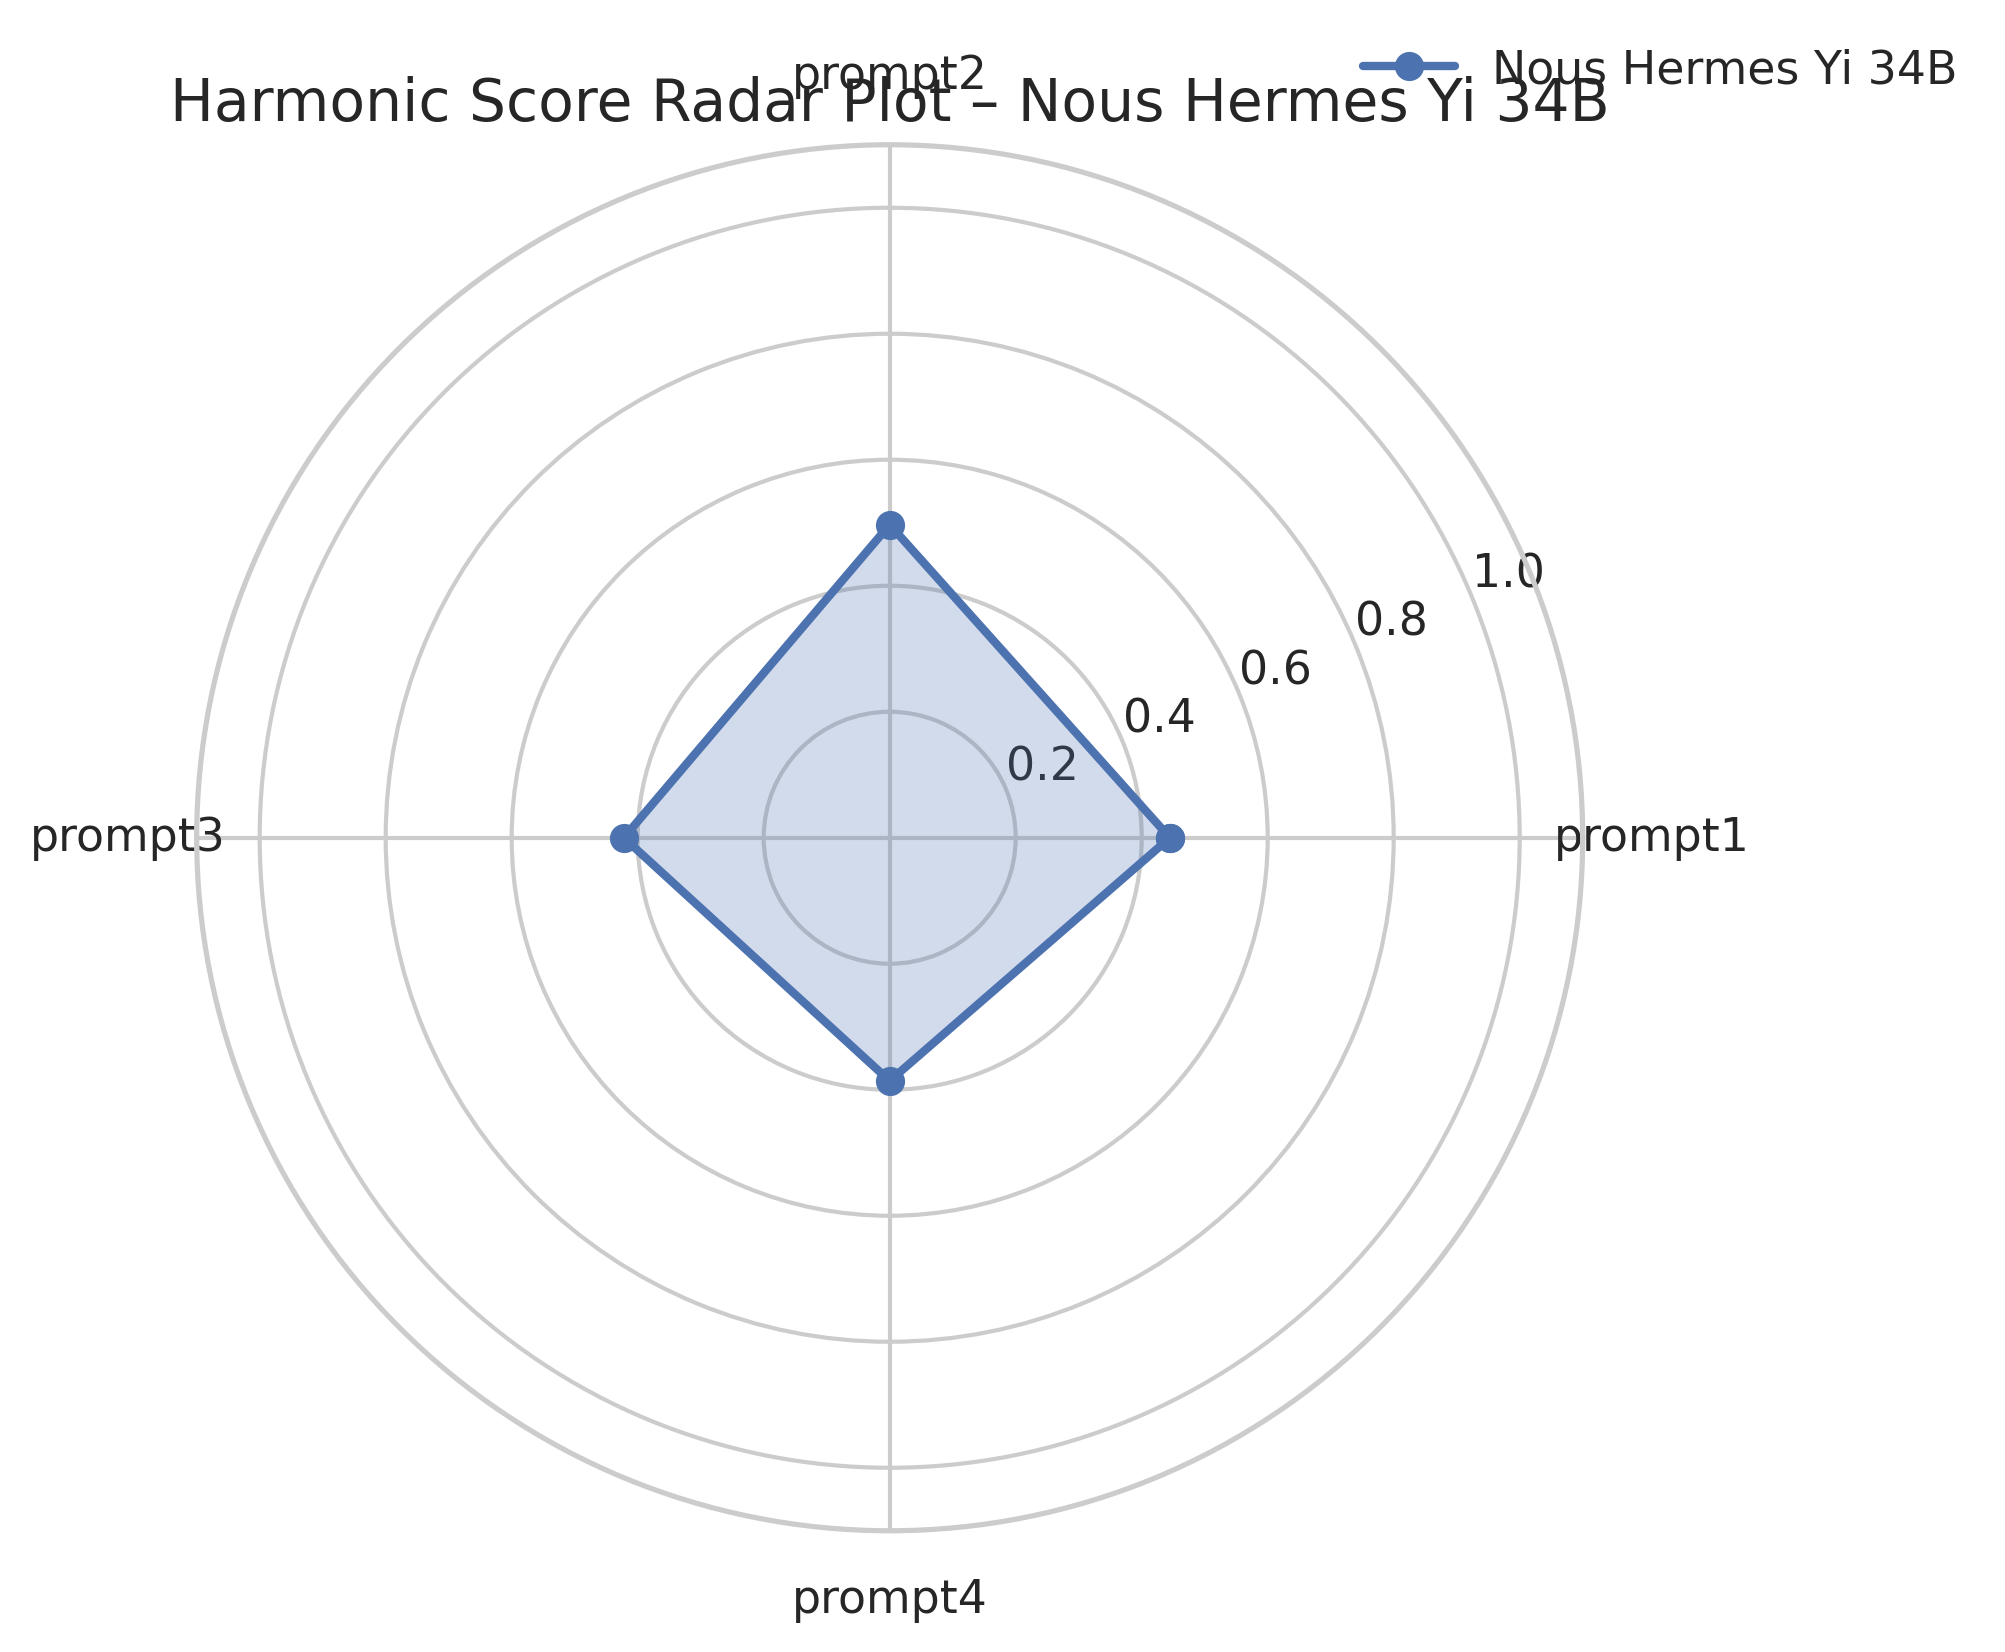 prompt2
Nous Hermes Yi 34B
Harmonic Score Radar Plot – Nous Hermes Yi 34B
1.0
0.8
0.6
0.4
0.2
prompt3
prompt1
prompt4